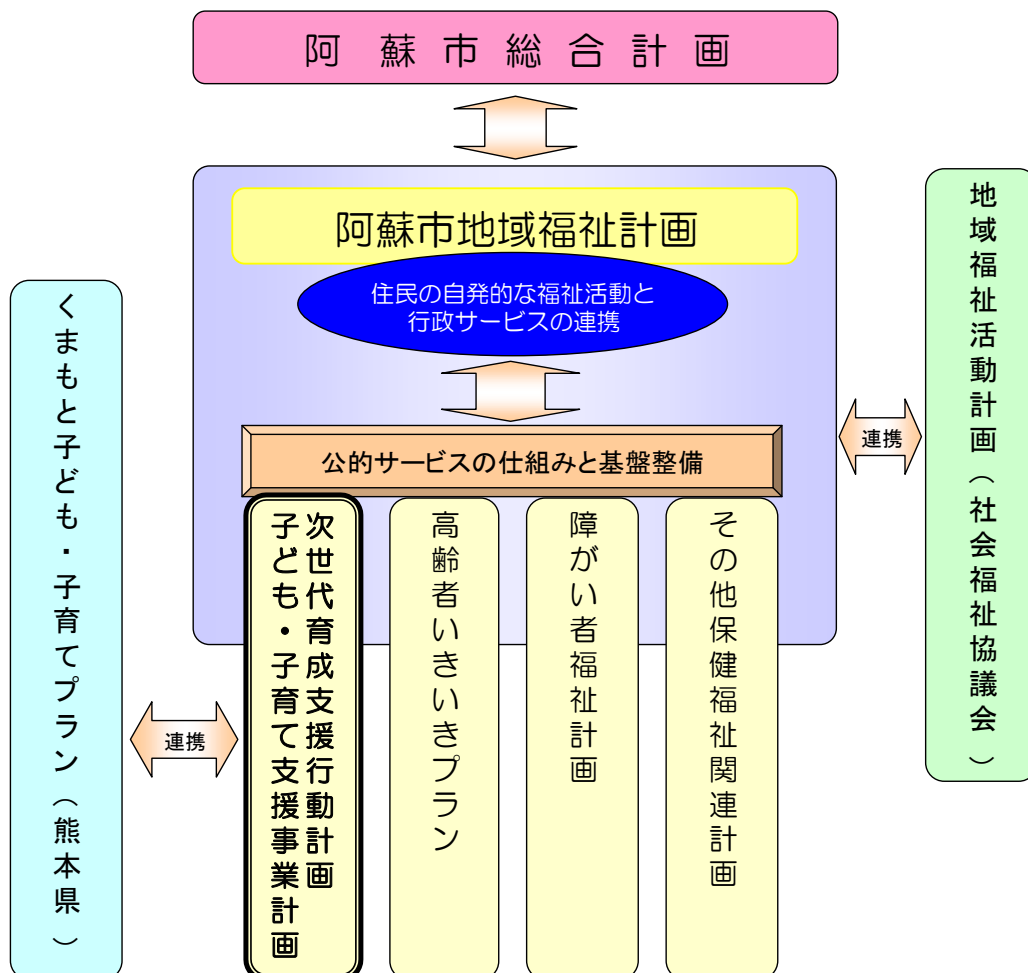 阿蘇市総合計画
阿蘇市地域福祉計画
住民の自発的な福祉活動と
行政サービスの連携
公的サービスの仕組みと基盤整備
次世代育成支援行動計画
子ども・子育て支援事業計画
高齢者いきいきプラン
障がい者福祉計画
その他保健福祉関連計画
くまもと子ども・子育てプラン（熊本県）
連携
連携
地域福祉活動計画（社会福祉協議会）